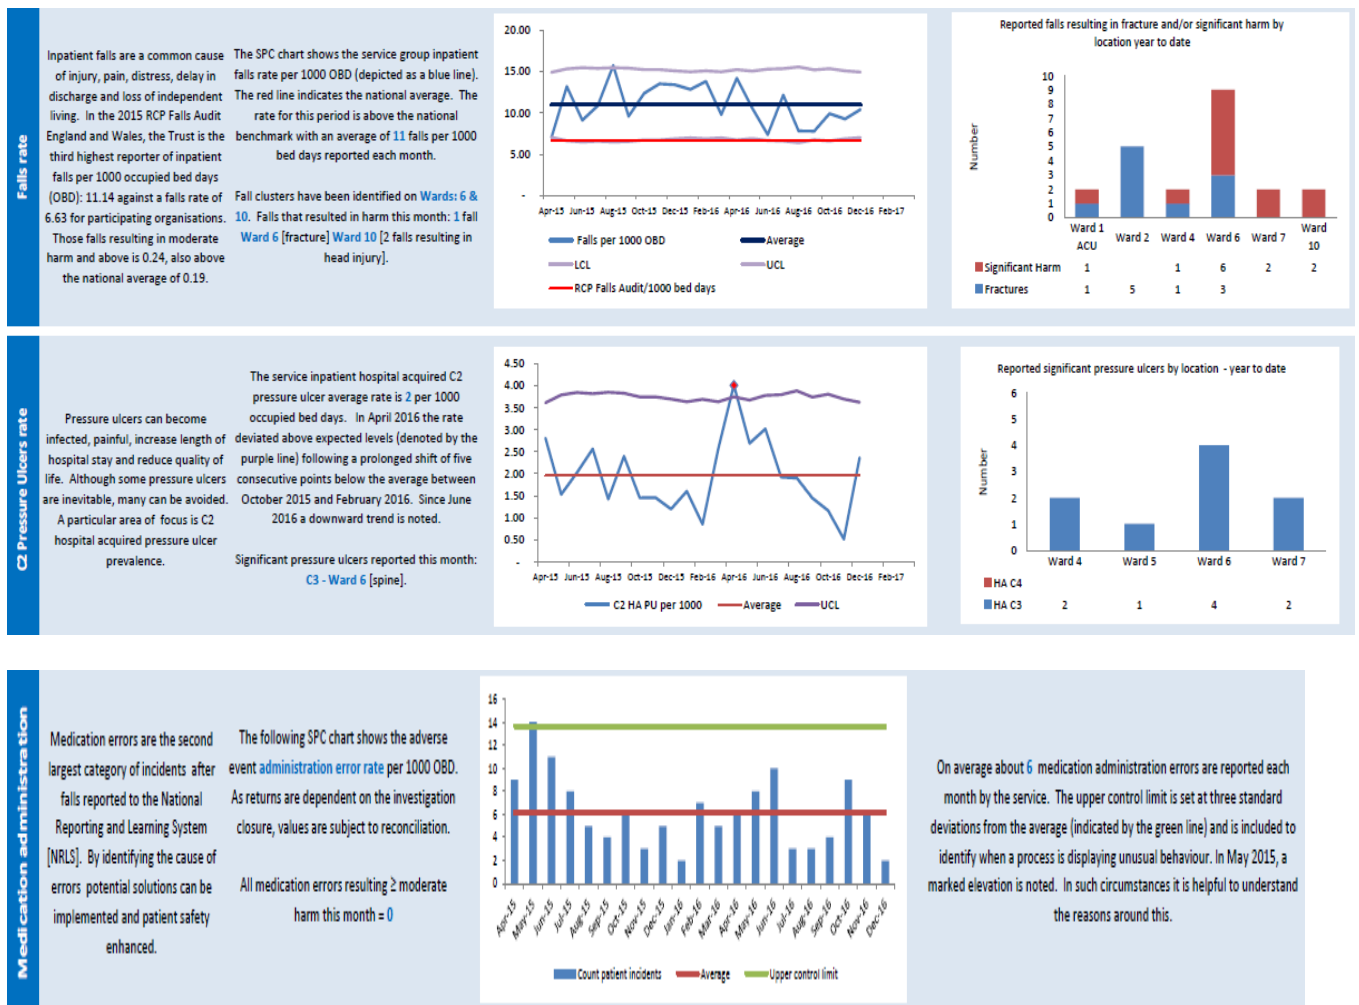 Falls rate
Inpatient falls are a common cause
of injury, pain, distress, delay in
discharge and loss of independent
living. In the 2015 RCP Falls Audit
England and Wales, the Trust is the
third highest reporter of inpatient
falls per 1000 occupied bed days
(OBD): 11.14 against a falls rate of
6.63 for participating organisations.
Those falls resulting in moderate
harm and above is 0.24, also above
the national average of 0.19.
The SPC chart shows the service group inpatient
falls rate per 1000 OBD (depicted as a blue line).
The red line indicates the national average. The
rate for this period is above the national
benchmark with an average of 11 falls per 1000
bed days reported each month.
Fall clusters have been identified on Wards: 6 &
10. Falls that resulted in harm this month: 1 fall
Ward 6 [fracture] Ward 10 [2 falls resulting in
head injury].
20.00
15.00
10.00
5.00
-
Apr-15 Jun-15 Aug-15 Oct-15 Dec-15 Feb-16 Apr-16 Jun-16 Aug-16 Oct-16 Dec-16 Feb-17
Falls per 1000 OBD Average
LCL UCL
RCP Falls Audit/1000 bed days
Reported falls resulting in fracture and/or significant harm by
location year to date
Number
10
9
8
7
6
5
4
3
2
1
0
Ward 1 ACU Ward 2 Ward 4 Ward 6 Ward 7 Ward 10
Significant Harm 1 1 6 2 2
Fractures 1 5 1 3
C2 Pressure Ulcers rate
Pressure ulcers can become
infected, painful, increase length of
hospital stay and reduce quality of
life. Although some pressure ulcers
are inevitable, many can be avoided.
A particular area of focus is C2
hospital acquired pressure ulcer
prevalence.
The service inpatient hospital acquired C2
pressure ulcer average rate is 2 per 1000
occupied bed days. In April 2016 the rate
deviated above expected levels (denoted by the
purple line) following a prolonged shift of five
consecutive points below the average between
October 2015 and February 2016. Since June
2016 a downward trend is noted.
Significant pressure ulcers reported this month:
C3 - Ward 6 [spine].
4.50
4.00
3.50
3.00
2.50
2.00
1.50
1.00
0.50
-
Apr-15 Jun-15 Aug-15 Oct-15 Dec-15 Feb-16 Apr-16 Jun-16 Aug-16 Oct-16 Dec-16 Feb-17
C2 HA PU per 1000 Average UCL
Reported significant pressure ulcers by location - year to date
Number
6
5
4
3
2
1
0
Ward 4 Ward 5 Ward 6 Ward 7
HA C4
HA C3 2 1 4 2
Medication administration
Medication errors are the second
largest category of incidents after
falls reported to the National
Reporting and Learning System
[NRLS]. By identifying the cause of
errors potential solutions can be
implemented and patient safety
enhanced.
The following SPC chart shows the adverse
event administration error rate per 1000 OBD.
As returns are dependent on the investigation
closure, values are subject to reconciliation.
All medication errors resulting ≥ moderate
harm this month = 0
16
14
12
10
8
6
4
2
0
Apr-15 May-15 Jun-15 Jul-15 Aug-15 Sep-15 Oct-15 Nov-15 Dec-15 Jan-16 Feb-16 Mar-16 Apr-16 May-16 Jun-16 Jul-16 Aug-16 Sep-16 Oct-16 Nov-16 Dec-16
Count patient incidents Average Upper control limit
On average about 6 medication administration errors are reported each
month by the service. The upper control limit is set at three standard
deviations from the average (indicated by the green line) and is included to
identify when a process is displaying unusual behaviour. In May 2015, a
marked elevation is noted. In such circumstances it is helpful to understand
the reasons around this.